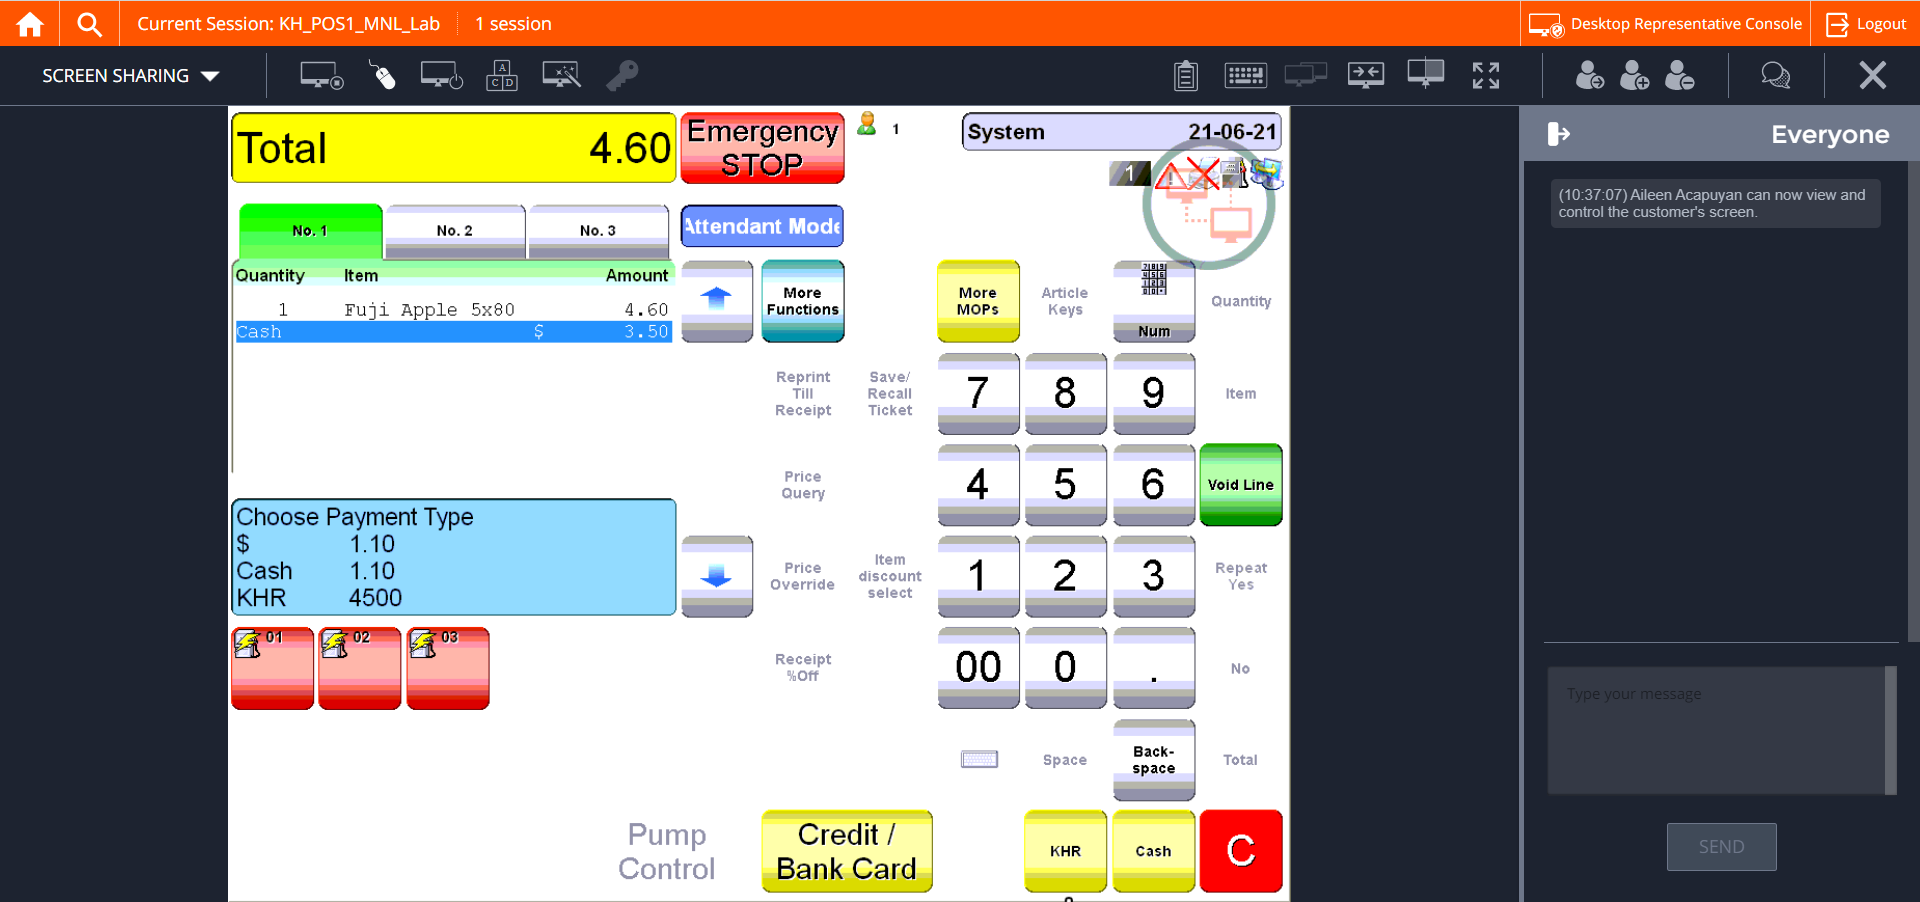 Current Session: KH_POS1_MNL_Lab 1 session Desktop Representative Console Logout
SCREEN SHARING
A
C D
Total 4.60
Emergency
STOP
1
System 21-06-21
1
No. 1 No. 2 No. 3
Attendant Mode
Quantity Item Amount
1 Fuji Apple 5x80 4.60
Cash $ 3.50
More
Functions
More
MOPs
Article
Keys
789
456
123
Num
Quantity
Reprint
Till
Receipt
Save/
Recall
Ticket
7 8 9
Item
Price
Query
4 5 6
Void Line
Choose Payment Type
$ 1.10
Cash 1.10
KHR 4500
Price
Override
Item
discount
select
1 2 3
Repeat
Yes
01 02 03
Receipt
%Off
00 0 .
No
Space
Back-
space
Total
Pump
Control
Credit /
Bank Card
KHR
Cash
C
Everyone
(10:37:07) Aileen Acapuyan can now view and
control the customer's screen.
Type your message
SEND